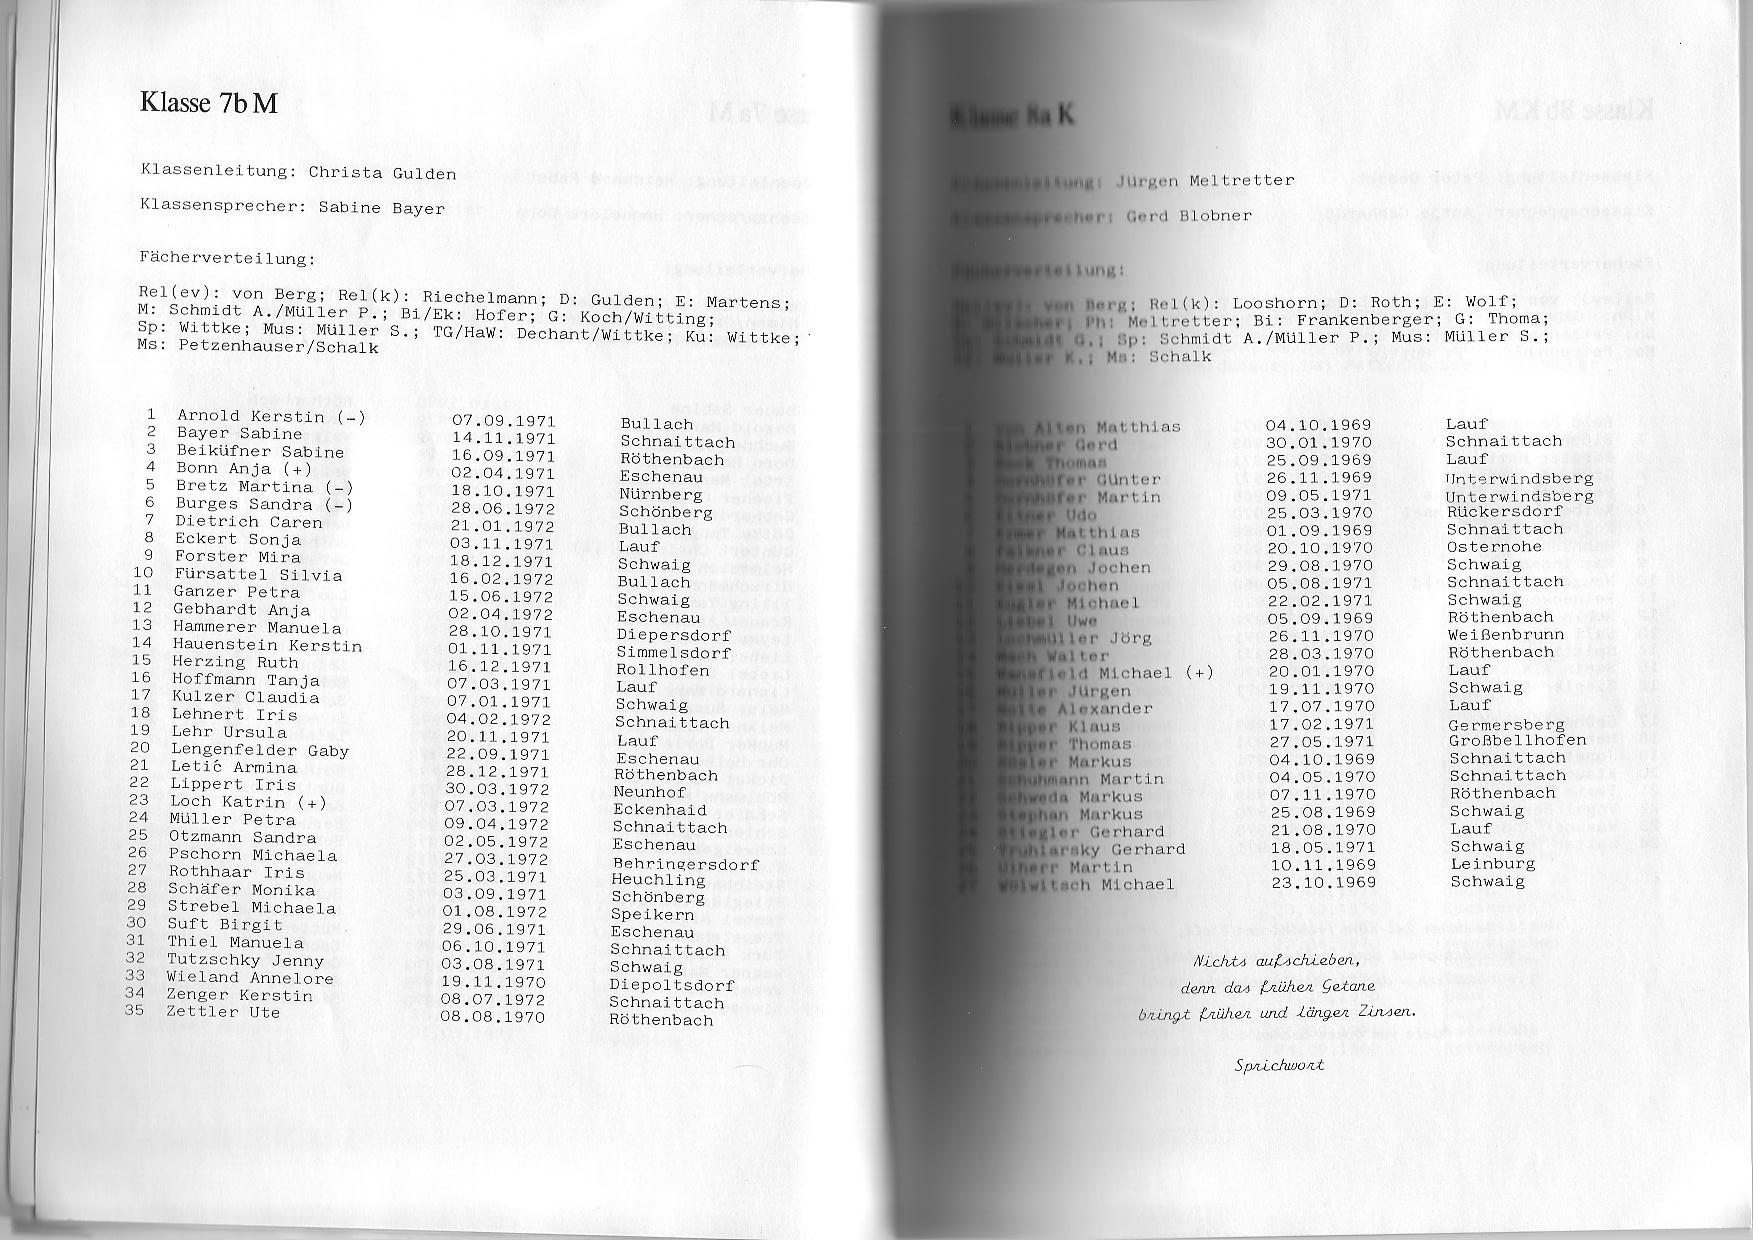 Klasse 7b M
Klassenleitung: Christa Gulden
Klassensprecher: Sabine Bayer
Fächerverteilung:
Rel(ev): von Berg; Rel(k): Riechelmann; D: Gulden; E: Martens;
M: Schmidt A./Müller P.; Bi/Ek: Hofer; G: Koch/Witting;
Sp: Wittke; Mus: Müller S.; TG/HaW: Dechant/Wittke; Ku: Wittke;
Ms: Petzenhauser/Schalk
1 Arnold Kerstin (-) 07.09.1971 Bullach
2 Bayer Sabine 14.11.1971 Schnaittach
3 Beiküfner Sabine 16.09.1971 Röthenbach
4 Bonn Anja (+) 02.04.1971 Eschenau
5 Bretz Martina (-) 18.10.1971 Nürnberg
6 Burges Sandra (-) 28.06.1972 Schönberg
7 Dietrich Caren 21.01.1972 Bullach
8 Eckert Sonja 03.11.1971 Lauf
9 Forster Mira 18.12.1971 Schwaig
10 Fürsattel Silvia 16.02.1972 Bullach
11 Ganzer Petra 15.06.1972 Schwaig
12 Gebhardt Anja 02.04.1972 Eschenau
13 Hammerer Manuela 28.10.1971 Diepersdorf
14 Hauenstein Kerstin 01.11.1971 Simmelsdorf
15 Herzing Ruth 16.12.1971 Rollhofen
16 Hoffmann Tanja 07.03.1971 Lauf
17 Kulzer Claudia 07.01.1971 Schwaig
18 Lehnert Iris 04.02.1972 Schnaittach
19 Lehr Ursula 20.11.1971 Lauf
20 Lengenfelder Gaby 22.09.1971 Eschenau
21 Letić Armina 28.12.1971 Röthenbach
22 Lippert Iris 30.03.1972 Neunhof
23 Loch Katrin (+) 07.03.1972 Eckenhaid
24 Müller Petra 09.04.1972 Schnaittach
25 Otzmann Sandra 02.05.1972 Eschenau
26 Pschorn Michaela 27.03.1972 Behringersdorf
27 Rothhaar Iris 25.03.1971 Heuchling
28 Schäfer Monika 03.09.1971 Schönberg
29 Strebel Michaela 01.08.1972 Speikern
30 Suft Birgit 29.06.1971 Eschenau
31 Thiel Manuela 06.10.1971 Schnaittach
32 Tutzschky Jenny 03.08.1971 Schwaig
33 Wieland Annelore 19.11.1970 Diepoltsdorf
34 Zenger Kerstin 08.07.1972 Schnaittach
35 Zettler Ute 08.08.1970 Röthenbach
Klasse 8a K
Jürgen Meltretter
Gerd Blobner
von Berg; Rel(k): Looshorn; D: Roth; E: Wolf;
Ph: Meltretter; Bi: Frankenberger; G: Thoma;
Schmidt G.; Sp: Schmidt A./Müller P.; Mus: Müller S.;
K.; Ms: Schalk
von Alten Matthias 04.10.1969 Lauf
Blobner Gerd 30.01.1970 Schnaittach
Thomas 25.09.1969 Lauf
Günter 26.11.1969 Unterwindsberg
Martin 09.05.1971 Unterwindsberg
Udo 25.03.1970 Rückersdorf
Matthias 01.09.1969 Schnaittach
Claus 20.10.1970 Osternohe
Jochen 29.08.1970 Schwaig
Jochen 05.08.1971 Schnaittach
Michael 22.02.1971 Schwaig
Uwe 05.09.1969 Röthenbach
Jörg 26.11.1970 Weißenbrunn
Walter 28.03.1970 Röthenbach
Mansfield Michael (+) 20.01.1970 Lauf
Müller Jürgen 19.11.1970 Schwaig
Alexander 17.07.1970 Lauf
Klaus 17.02.1971 Germersberg
Thomas 27.05.1971 Großbellhofen
Markus 04.10.1969 Schnaittach
Schuhmann Martin 04.05.1970 Schnaittach
Markus 07.11.1970 Röthenbach
Stephan Markus 25.08.1969 Schwaig
Stiegler Gerhard 21.08.1970 Lauf
Gerhard 18.05.1971 Schwaig
Martin 10.11.1969 Leinburg
Michael 23.10.1969 Schwaig
Nichts aufschieben,
denn das früher Getane
bringt früher und länger Zinsen.
Sprichwort